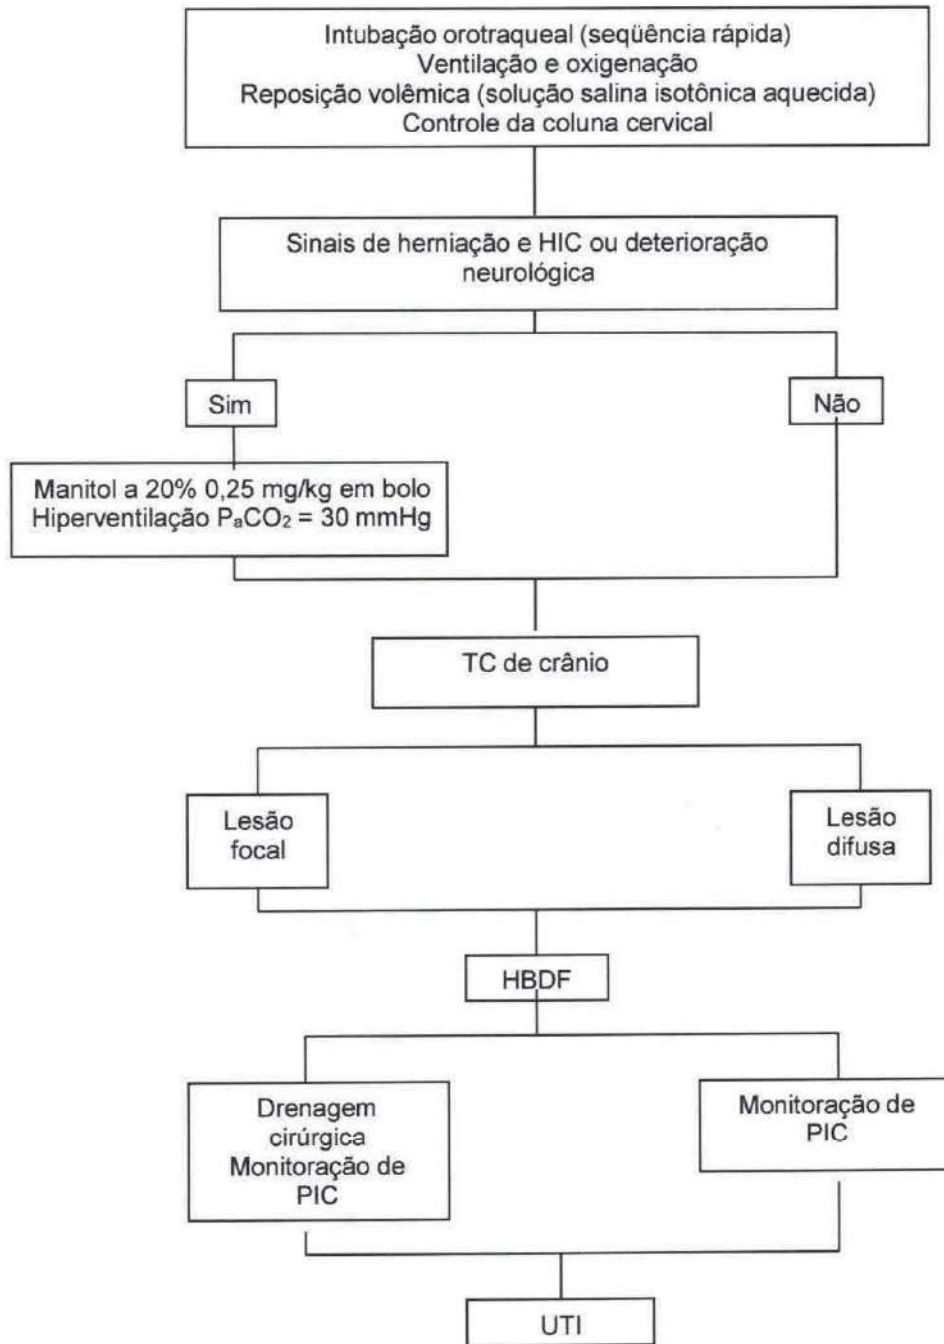 Intubação orotraqueal (seqüência rápida)
Ventilação e oxigenação
Reposição volêmica (solução salina isotônica aquecida)
Controle da coluna cervical
Sinais de herniação e HIC ou deterioração
neurológica
Sim
Não
Manitol a 20% 0,25 mg/kg em bolo
Hiperventilação PaCO2 = 30 mmHg
TC de crânio
Lesão
focal
Lesão
difusa
HBDF
Drenagem
cirúrgica
Monitoração de
PIC
Monitoração de
PIC
UTI